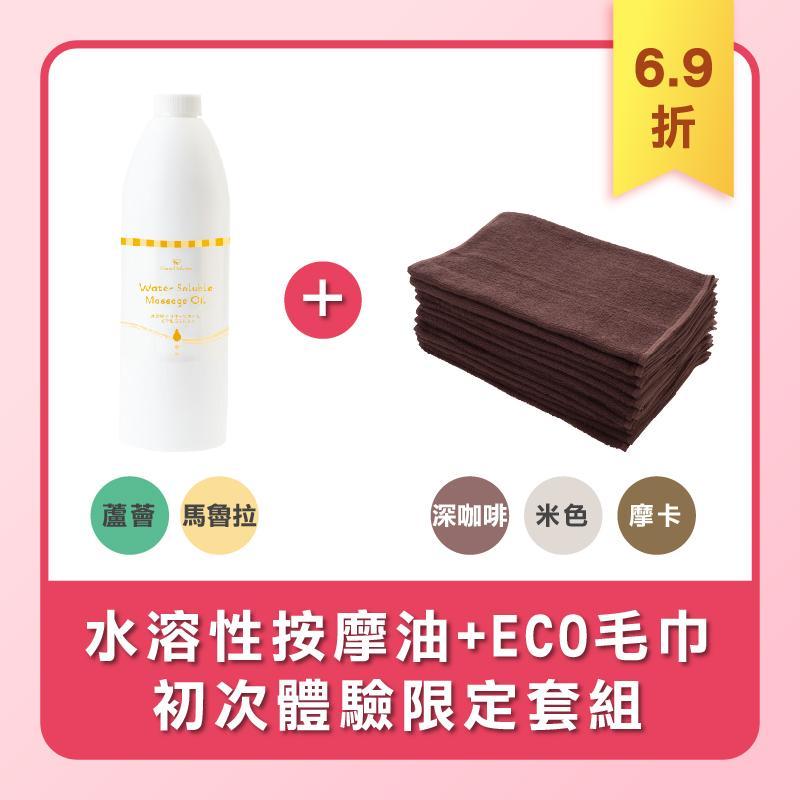 6.9
折
Water Soluble
Massage Oil
蘆薈
馬魯拉
深咖啡
米色
摩卡
水溶性按摩油+ECO毛巾
初次體驗限定套組